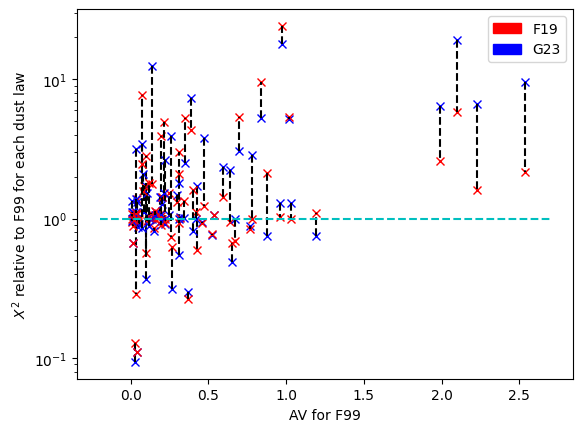 F19
G23
X² relative to F99 for each dust law
10¹
10⁰
10⁻¹
0.0 0.5 1.0 1.5 2.0 2.5
AV for F99